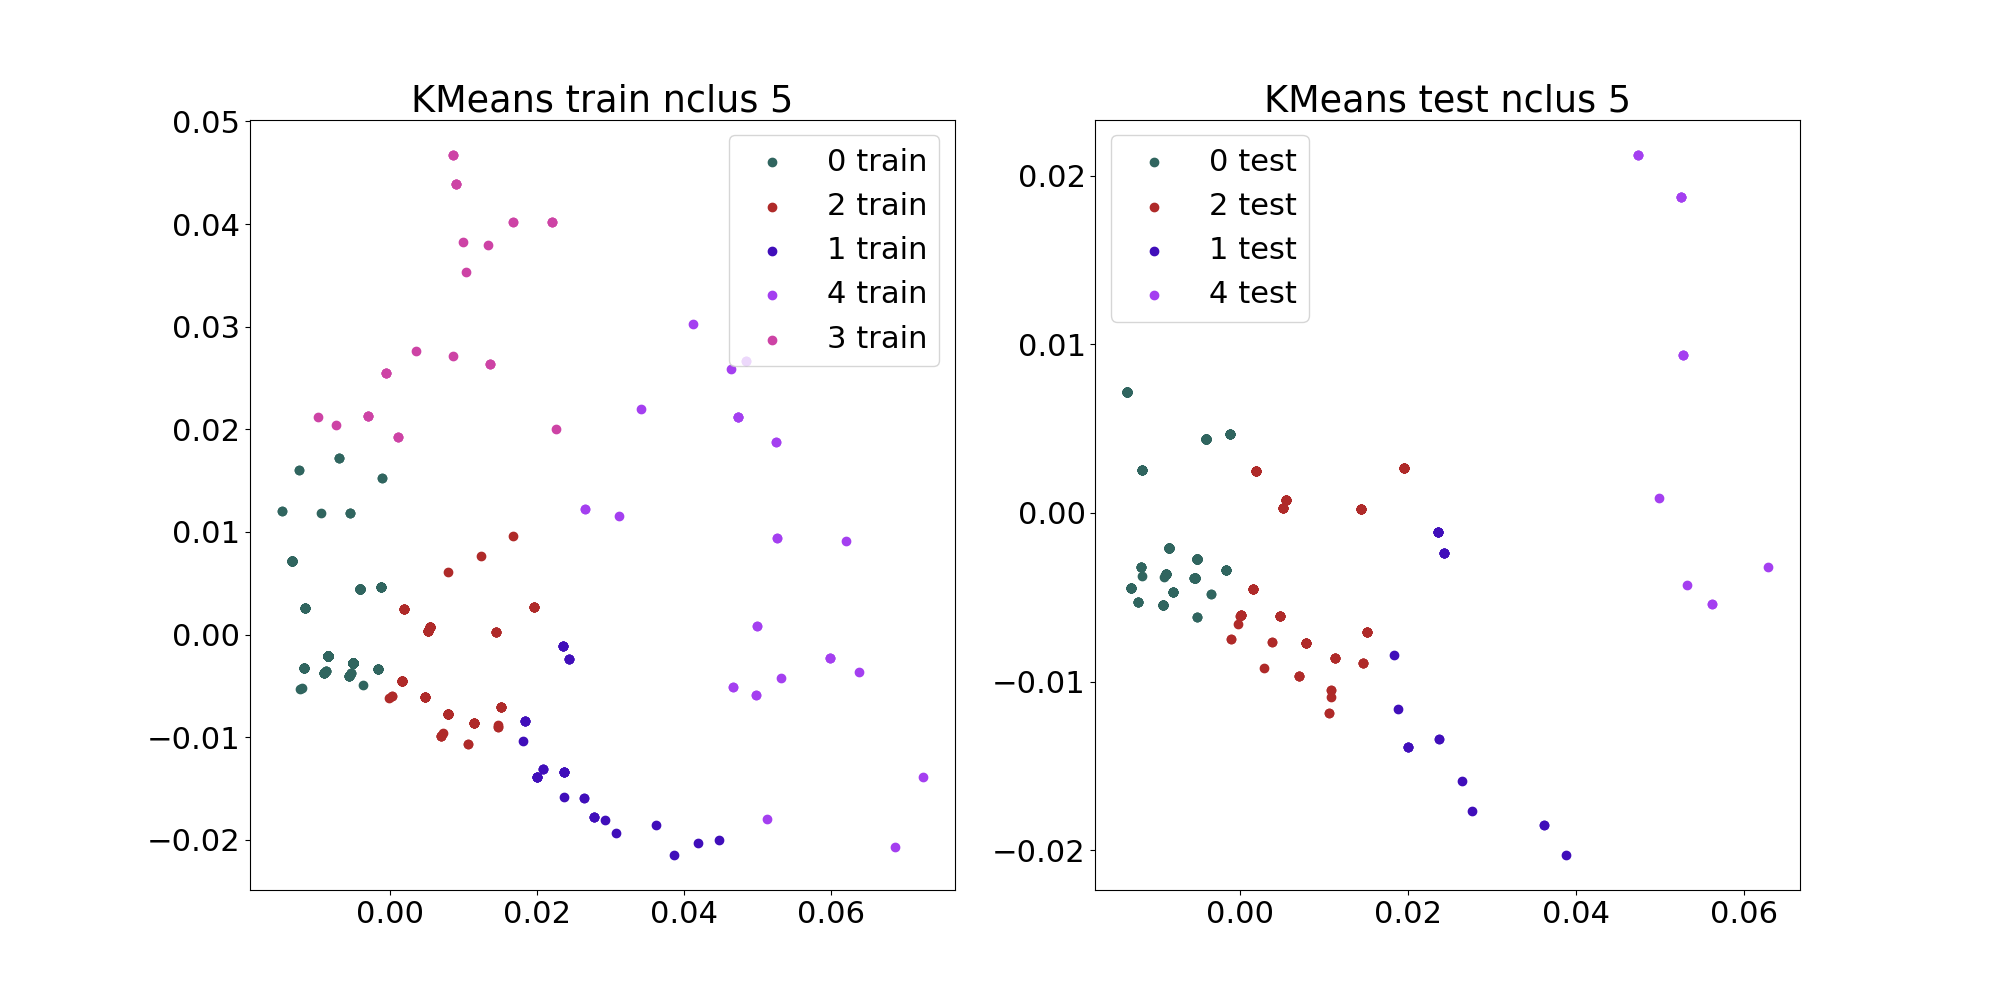 KMeans train nclus 5
0.05
0.04
0.03
0.02
0.01
0.00
−0.01
−0.02
0.00 0.02 0.04 0.06
0 train
2 train
1 train
4 train
3 train
KMeans test nclus 5
0.02
0.01
0.00
−0.01
−0.02
0.00 0.02 0.04 0.06
0 test
2 test
1 test
4 test